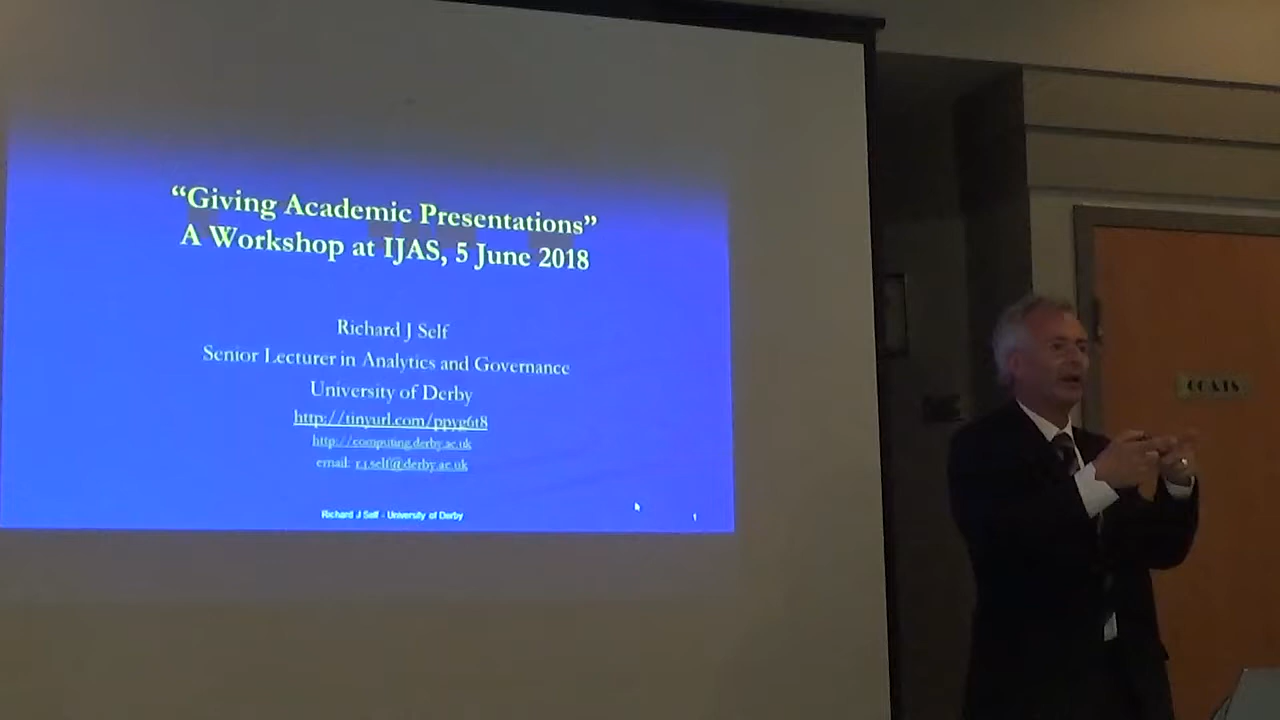 “Giving Academic Presentations”
A Workshop at IJAS, 5 June 2018
Richard J Self
Senior Lecturer in Analytics and Governance
University of Derby
http://tinyurl.com/ppyg6t8
http://computing.derby.ac.uk
email: r.j.self@derby.ac.uk
Richard J Self - University of Derby
1
COATS